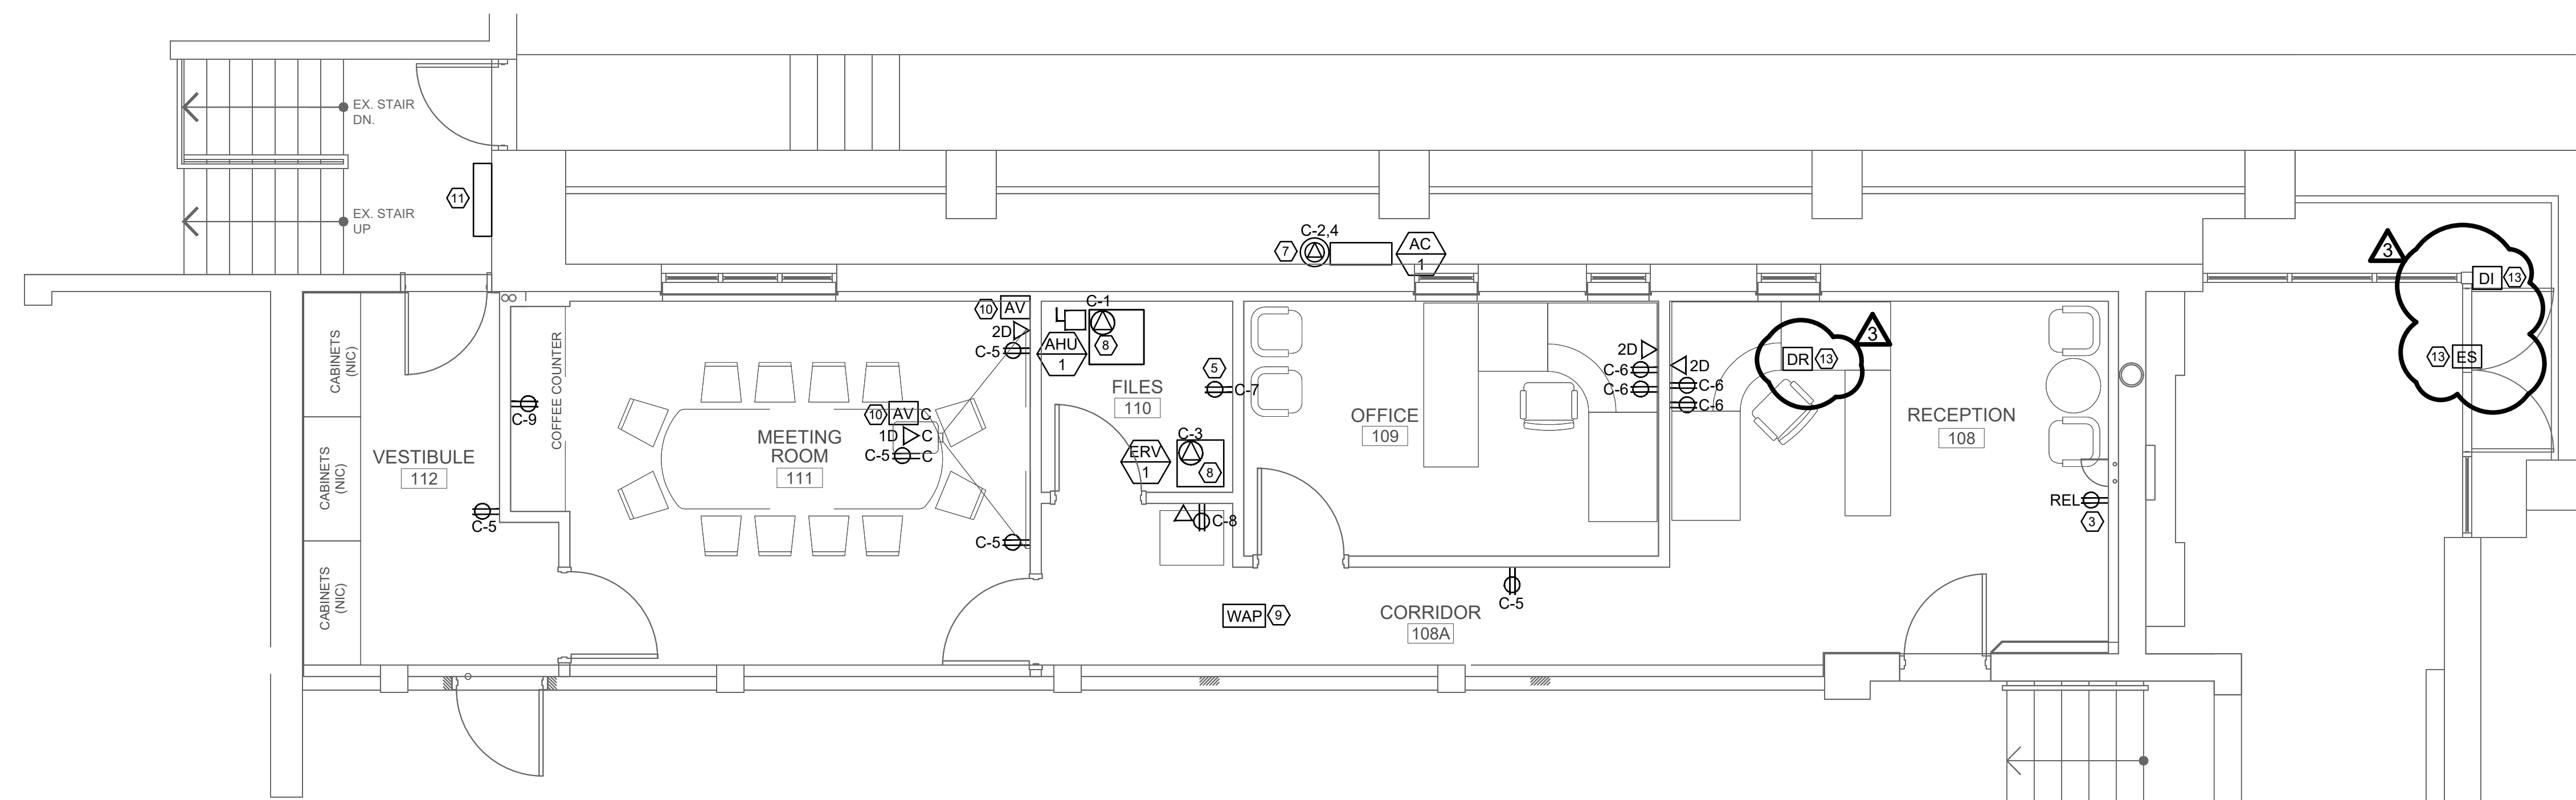 EX. STAIR
DN.
EX. STAIR
UP
11
C-2,4
7
AC
1
3
DI
13
13
ES
10
AV
2D
C-5
C-1
8
AHU
1
5
C-7
FILES
110
2D
C-6
C-6
2D
C-6
C-6
DR
13
3
CABINETS
(NIC)
CABINETS
(NIC)
CABINETS
(NIC)
COFFEE COUNTER
C-9
10
AV
C
1D
C
C-5
C
MEETING
ROOM
111
VESTIBULE
112
C-5
C-3
ERV
1
8
C-8
C-5
OFFICE
109
RECEPTION
108
REL
3
C-5
WAP
9
CORRIDOR
108A